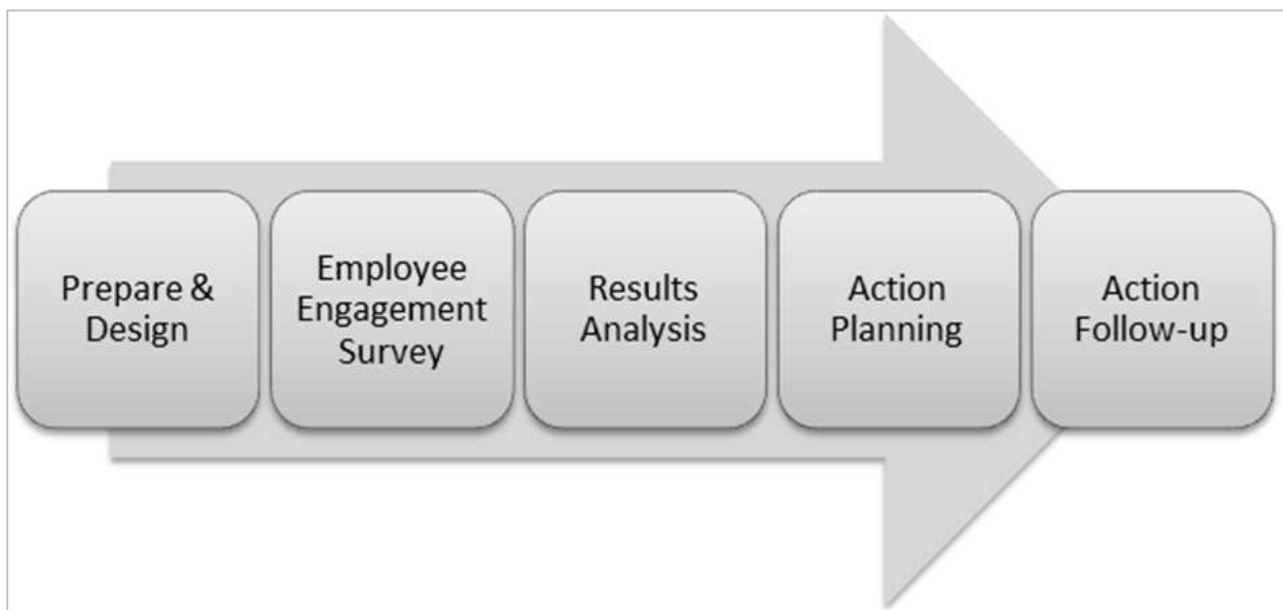 Prepare &
Design
Employee
Engagement
Survey
Results
Analysis
Action
Planning
Action
Follow-up